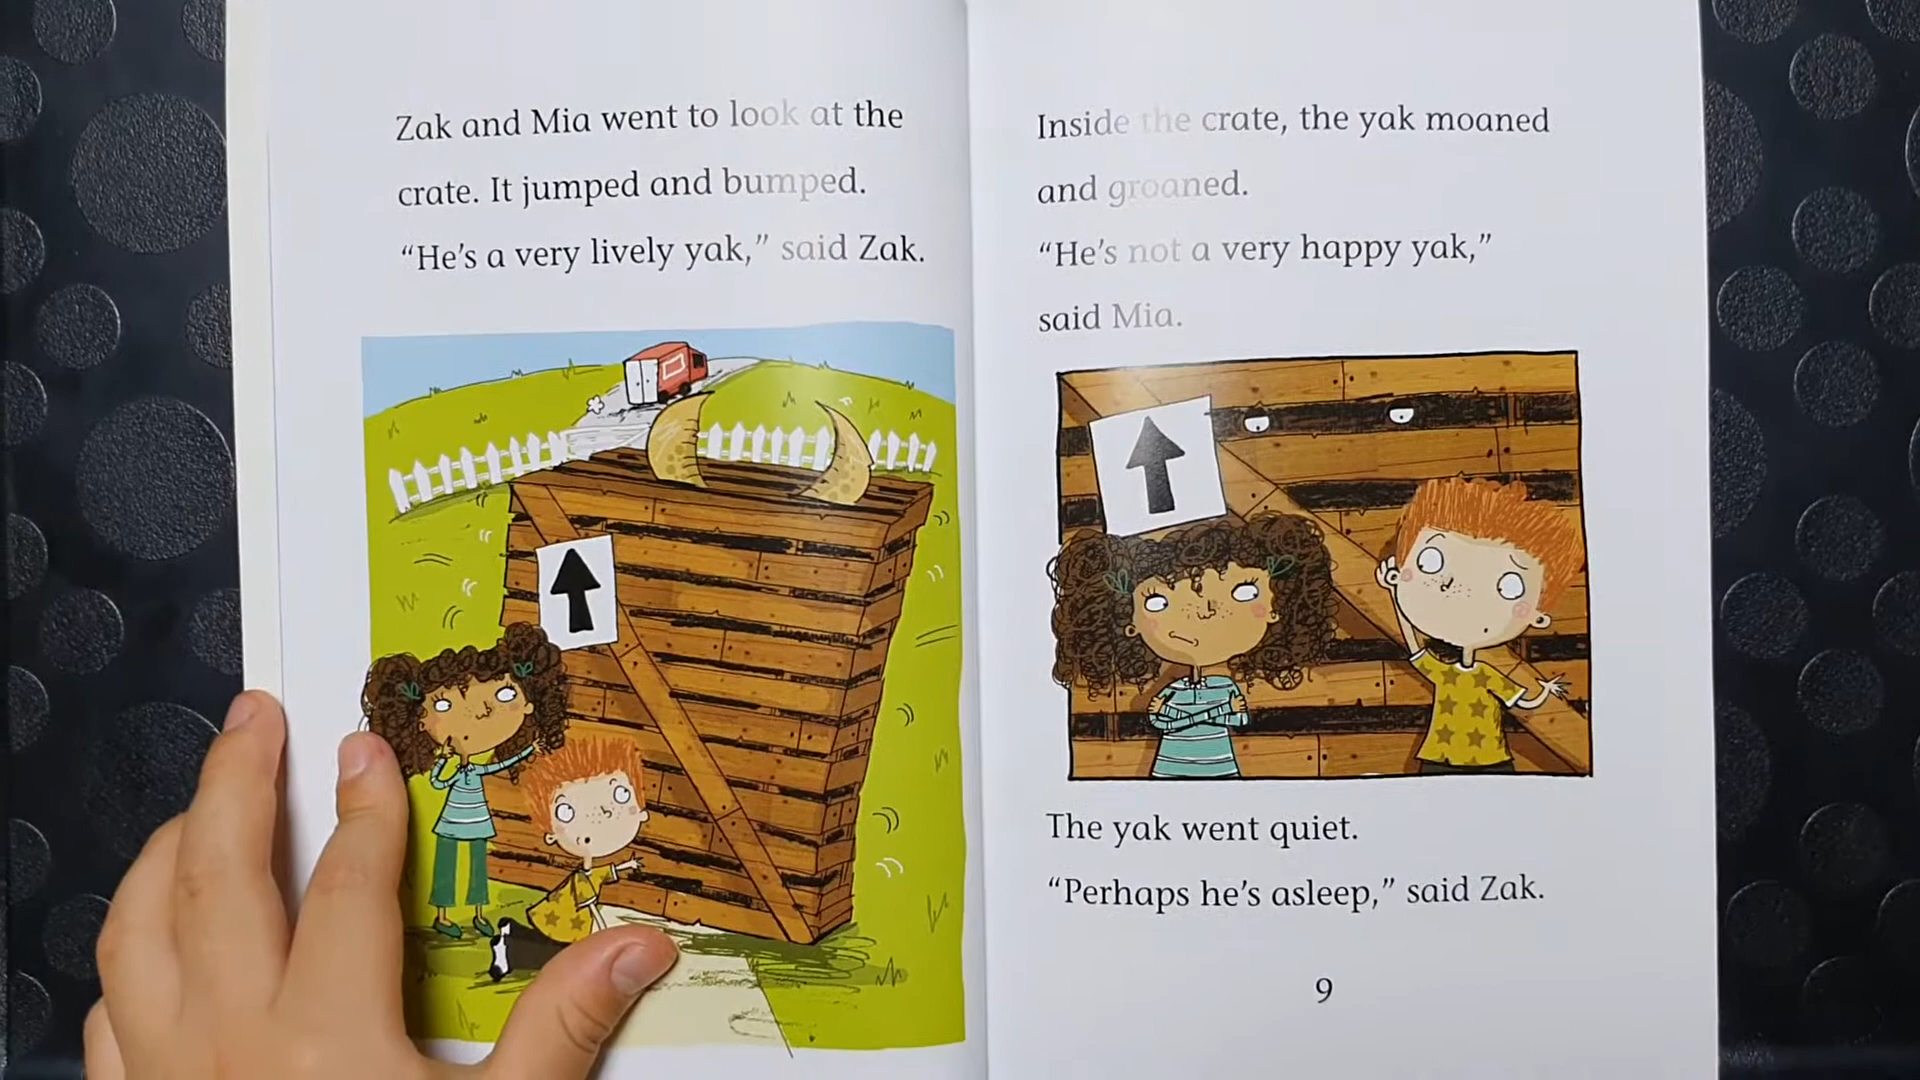 Zak and Mia went to look at the
crate. It jumped and bumped.
“He’s a very lively yak,” said Zak.
Inside the crate, the yak moaned
and groaned.
“He’s not a very happy yak,”
said Mia.
The yak went quiet.
“Perhaps he’s asleep,” said Zak.
9